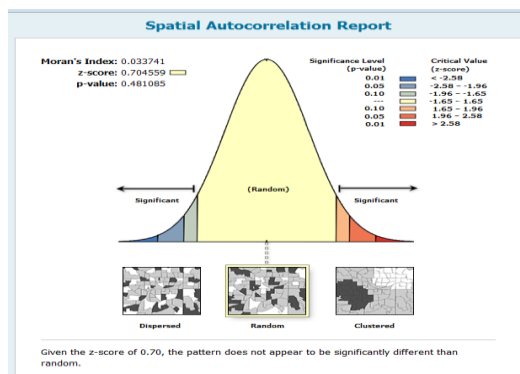 Spatial Autocorrelation Report
Moran's Index: 0.033741
z-score: 0.704559
p-value: 0.481085
Significance Level
(p-value)
Critical Value
(z-score)
0.01 < -2.58
0.05 -2.58 – -1.96
0.10 -1.96 – -1.65
--- -1.65 – 1.65
0.10 1.65 – 1.96
0.05 1.96 – 2.58
0.01 > 2.58
Significant
(Random)
Significant
Dispersed
Random
Clustered
Given the z-score of 0.70, the pattern does not appear to be significantly different than
random.